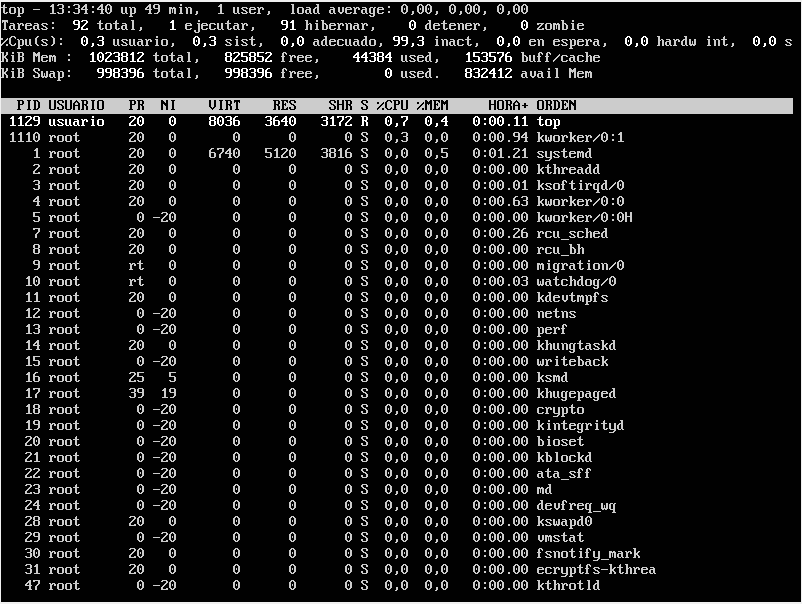 top - 13:34:40 up 49 min,  1 user,  load average: 0,00, 0,00, 0,00
Tareas:  92 total,   1 ejecutar,  91 hibernar,   0 detener,   0 zombie
%Cpu(s):  0,3 usuario,  0,3 sist,  0,0 adecuado, 99,3 inact,  0,0 en espera,  0,0 hardw int,  0,0 s
KiB Mem :  1023812 total,   825852 free,    44384 used,   153576 buff/cache
KiB Swap:   998396 total,   998396 free,        0 used.   832412 avail Mem
PID USUARIO   PR  NI    VIRT    RES    SHR S %CPU %MEM     HORA+ ORDEN
1129 usuario   20   0    8036   3640   3172 R  0,7  0,4   0:00.11 top
1110 root      20   0       0      0      0 S  0,3  0,0   0:00.94 kworker/0:1
1 root      20   0    6740   5120   3816 S  0,0  0,5   0:01.21 systemd
2 root      20   0       0      0      0 S  0,0  0,0   0:00.00 kthreadd
3 root      20   0       0      0      0 S  0,0  0,0   0:00.01 ksoftirqd/0
4 root      20   0       0      0      0 S  0,0  0,0   0:00.63 kworker/0:0
5 root       0 -20       0      0      0 S  0,0  0,0   0:00.00 kworker/0:0H
7 root      20   0       0      0      0 S  0,0  0,0   0:00.26 rcu_sched
8 root      20   0       0      0      0 S  0,0  0,0   0:00.00 rcu_bh
9 root      rt   0       0      0      0 S  0,0  0,0   0:00.00 migration/0
10 root      rt   0       0      0      0 S  0,0  0,0   0:00.03 watchdog/0
11 root      20   0       0      0      0 S  0,0  0,0   0:00.00 kdevtmpfs
12 root       0 -20       0      0      0 S  0,0  0,0   0:00.00 netns
13 root       0 -20       0      0      0 S  0,0  0,0   0:00.00 perf
14 root      20   0       0      0      0 S  0,0  0,0   0:00.00 khungtaskd
15 root       0 -20       0      0      0 S  0,0  0,0   0:00.00 writeback
16 root      25   5       0      0      0 S  0,0  0,0   0:00.00 ksmd
17 root      39  19       0      0      0 S  0,0  0,0   0:00.00 khugepaged
18 root       0 -20       0      0      0 S  0,0  0,0   0:00.00 crypto
19 root       0 -20       0      0      0 S  0,0  0,0   0:00.00 kintegrityd
20 root       0 -20       0      0      0 S  0,0  0,0   0:00.00 bioset
21 root       0 -20       0      0      0 S  0,0  0,0   0:00.00 kblockd
22 root       0 -20       0      0      0 S  0,0  0,0   0:00.00 ata_sff
23 root       0 -20       0      0      0 S  0,0  0,0   0:00.00 md
24 root       0 -20       0      0      0 S  0,0  0,0   0:00.00 devfreq_wq
28 root      20   0       0      0      0 S  0,0  0,0   0:00.00 kswapd0
29 root       0 -20       0      0      0 S  0,0  0,0   0:00.00 vmstat
30 root      20   0       0      0      0 S  0,0  0,0   0:00.00 fsnotify_mark
31 root      20   0       0      0      0 S  0,0  0,0   0:00.00 ecryptfs-kthrea
47 root       0 -20       0      0      0 S  0,0  0,0   0:00.00 kthrotld